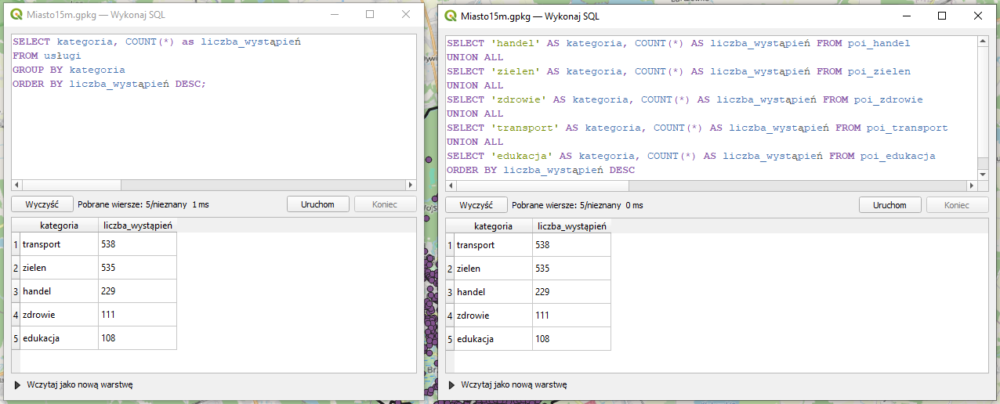 Miasto15m.gpkg — Wykonaj SQL
SELECT kategoria, COUNT(*) as liczba_wystąpień
FROM usługi
GROUP BY kategoria
ORDER BY liczba_wystąpień DESC;
Wyczyść Pobrane wiersze: 5/nieznany 1 ms Uruchom Koniec
kategoria liczba_wystąpień
1 transport 538
2 zielen 535
3 handel 229
4 zdrowie 111
5 edukacja 108
Wczytaj jako nową warstwę
Miasto15m.gpkg — Wykonaj SQL
SELECT 'handel' AS kategoria, COUNT(*) AS liczba_wystąpień FROM poi_handel
UNION ALL
SELECT 'zielen' AS kategoria, COUNT(*) AS liczba_wystąpień FROM poi_zielen
UNION ALL
SELECT 'zdrowie' AS kategoria, COUNT(*) AS liczba_wystąpień FROM poi_zdrowie
UNION ALL
SELECT 'transport' AS kategoria, COUNT(*) AS liczba_wystąpień FROM poi_transport
UNION ALL
SELECT 'edukacja' AS kategoria, COUNT(*) AS liczba_wystąpień FROM poi_edukacja
ORDER BY liczba_wystąpień DESC
Wyczyść Pobrane wiersze: 5/nieznany 0 ms Uruchom Koniec
kategoria liczba_wystąpień
1 transport 538
2 zielen 535
3 handel 229
4 zdrowie 111
5 edukacja 108
Wczytaj jako nową warstwę